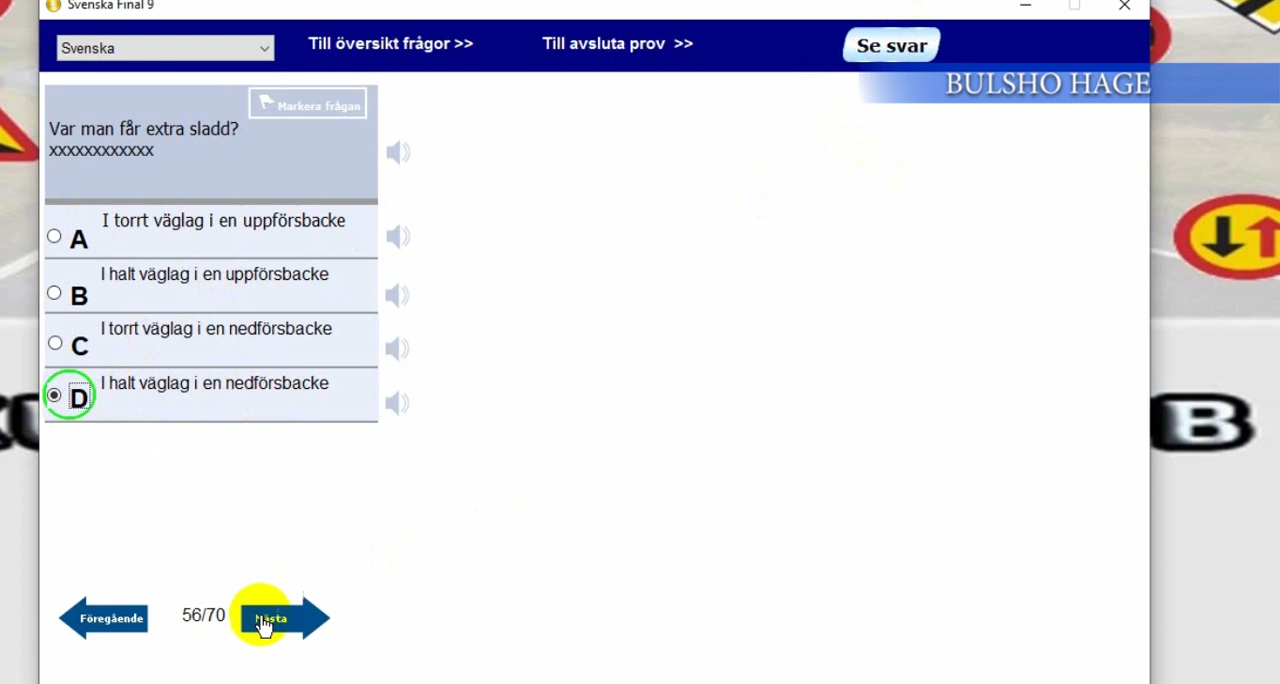 Svenska Final 9
Svenska
Till översikt frågor >>
Till avsluta prov >>
Se svar
BULSHO HAGE
Markera frågan
Var man får extra sladd?
xxxxxxxxxxxx
A I torrt väglag i en uppförsbacke
B I halt väglag i en uppförsbacke
C I torrt väglag i en nedförsbacke
D I halt väglag i en nedförsbacke
Föregående
56/70
Nästa
B